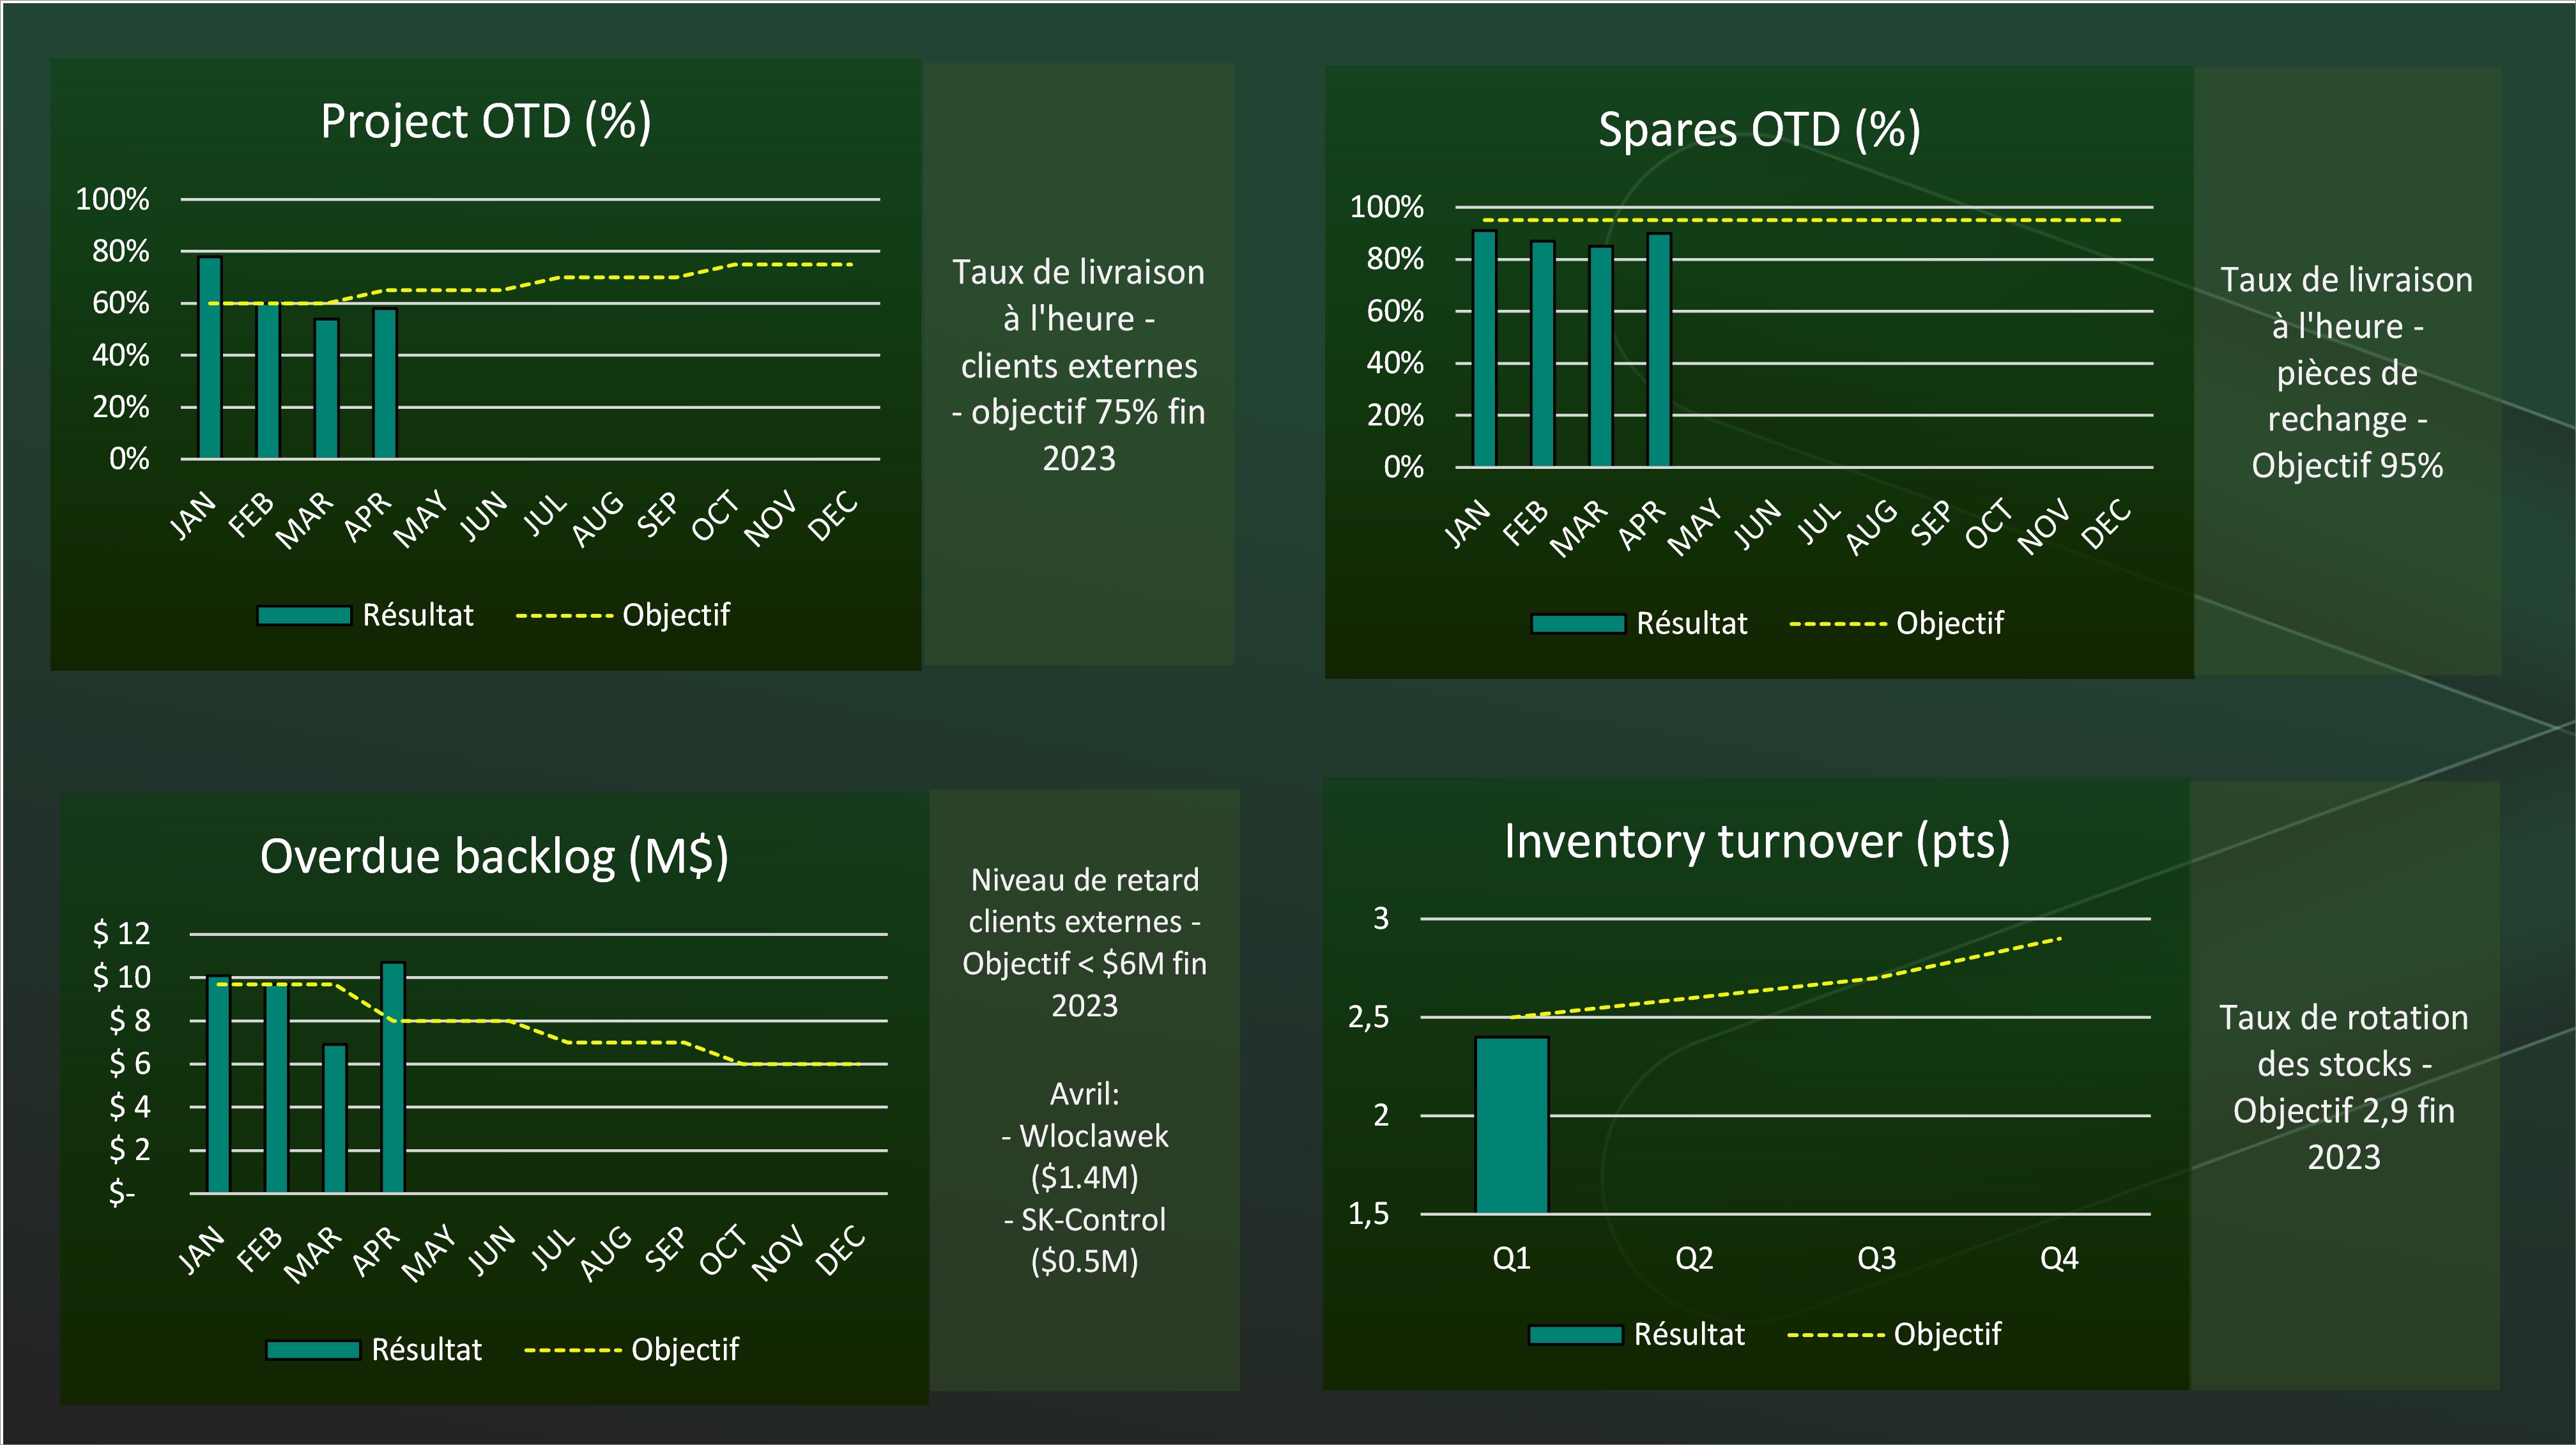 Project OTD (%)
100%
80%
60%
40%
20%
0%
JAN
FEB
MAR
APR
MAY
JUN
JUL
AUG
SEP
OCT
NOV
DEC
Résultat
Objectif
Taux de livraison
à l'heure -
clients externes
- objectif 75% fin
2023
Spares OTD (%)
100%
80%
60%
40%
20%
0%
JAN
FEB
MAR
APR
MAY
JUN
JUL
AUG
SEP
OCT
NOV
DEC
Résultat
Objectif
Taux de livraison
à l'heure -
pièces de
rechange -
Objectif 95%
Overdue backlog (M$)
$ 12
$ 10
$ 8
$ 6
$ 4
$ 2
$-
JAN
FEB
MAR
APR
MAY
JUN
JUL
AUG
SEP
OCT
NOV
DEC
Résultat
Objectif
Niveau de retard
clients externes -
Objectif < $6M fin
2023
Avril:
- Wloclawek
($1.4M)
- SK-Control
($0.5M)
Inventory turnover (pts)
3
2,5
2
1,5
Q1
Q2
Q3
Q4
Résultat
Objectif
Taux de rotation
des stocks -
Objectif 2,9 fin
2023